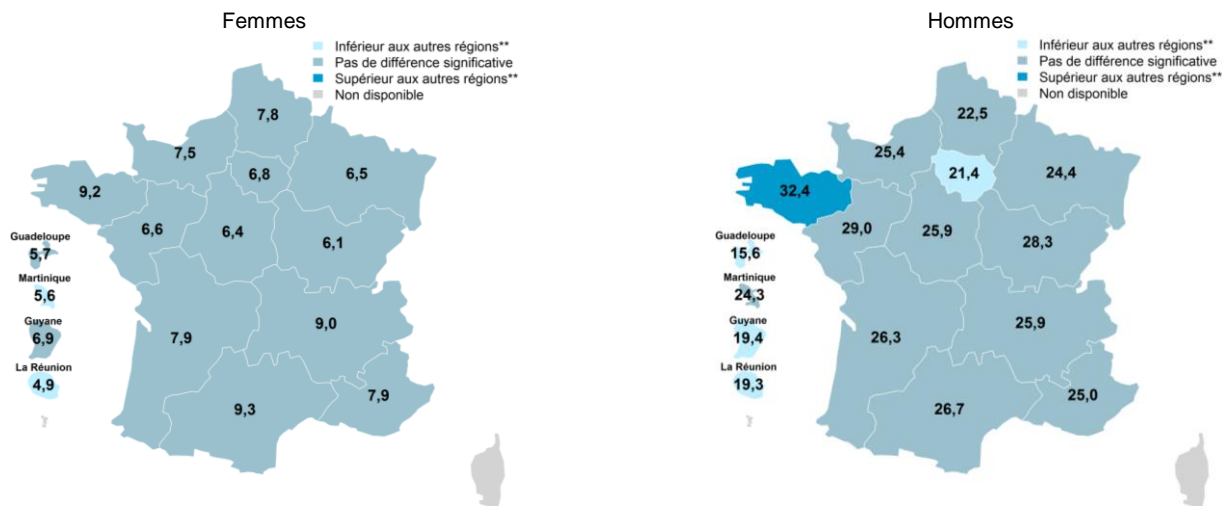 Femmes
Inférieur aux autres régions**
Pas de différence significative
Supérieur aux autres régions**
Non disponible
7,8
7,5
6,8
6,5
9,2
6,6
6,4
6,1
Guadeloupe
5,7
Martinique
5,6
Guyane
6,9
La Réunion
4,9
7,9
9,0
9,3
7,9
Hommes
Inférieur aux autres régions**
Pas de différence significative
Supérieur aux autres régions**
Non disponible
22,5
25,4
21,4
24,4
32,4
29,0
25,9
28,3
Guadeloupe
15,6
Martinique
24,3
Guyane
19,4
La Réunion
19,3
26,3
25,9
26,7
25,0